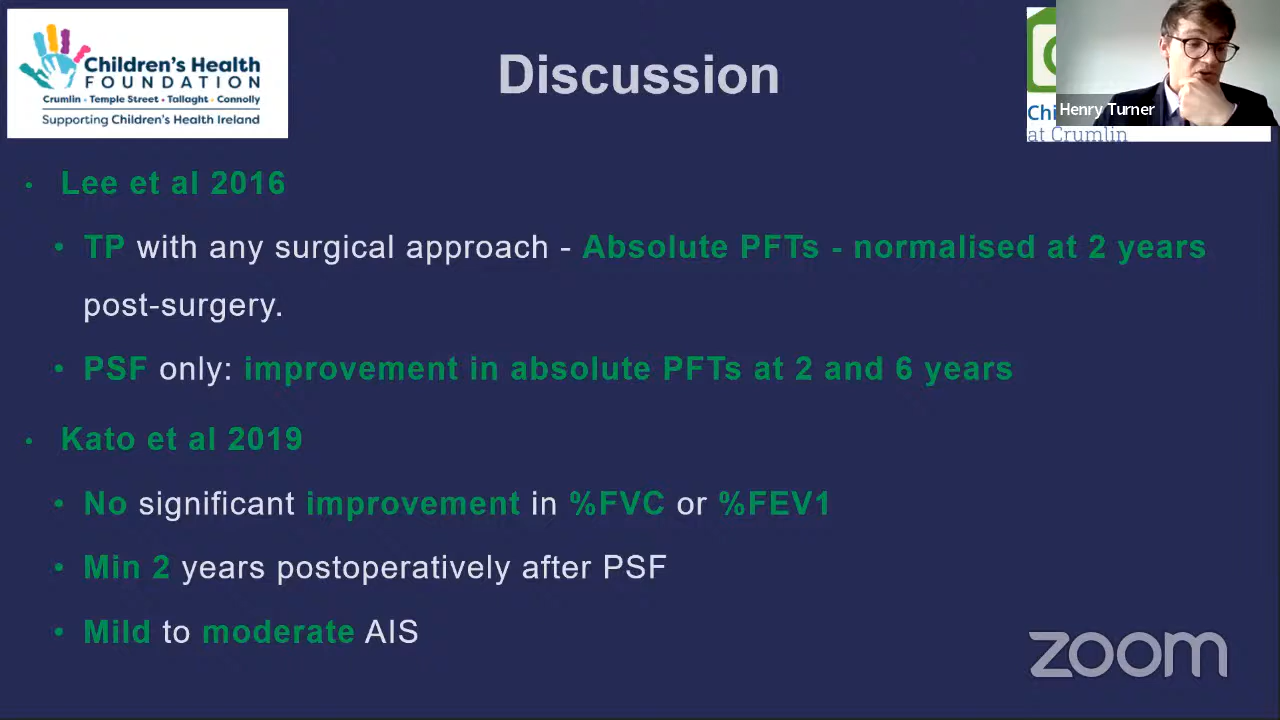 Children's Health
FOUNDATION
Crumlin • Temple Street • Tallaght • Connolly
Supporting Children's Health Ireland
Discussion
Henry Turner
Chi
at Crumlin
• Lee et al 2016
• TP with any surgical approach - Absolute PFTs - normalised at 2 years
post-surgery.
• PSF only: improvement in absolute PFTs at 2 and 6 years
• Kato et al 2019
• No significant improvement in %FVC or %FEV1
• Min 2 years postoperatively after PSF
• Mild to moderate AIS
zoom